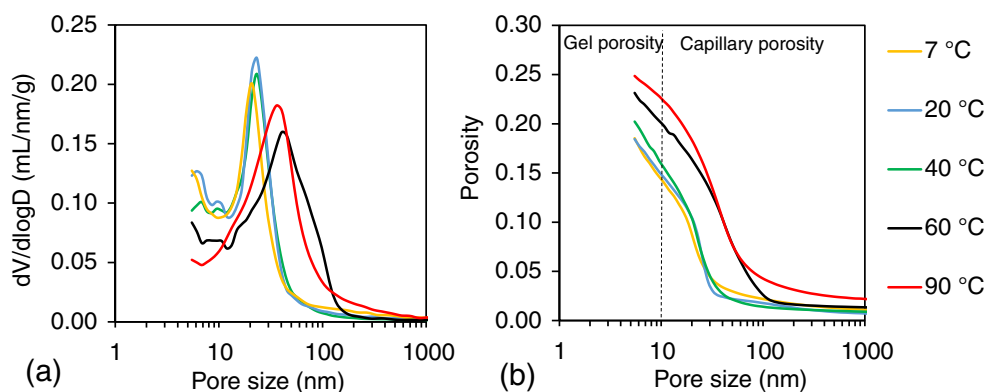 0.25
0.20
0.15
0.10
0.05
0.00
dV/dlogD (mL/nm/g)
1
10
100
1000
Pore size (nm)
(a)
0.30
0.25
0.20
0.15
0.10
0.05
0.00
Porosity
Gel porosity
Capillary porosity
1
10
100
1000
Pore size (nm)
(b)
7 °C
20 °C
40 °C
60 °C
90 °C